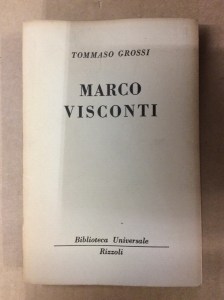 TOMMASO GROSSI
MARCO
VISCONTI
Biblioteca Universale
Rizzoli